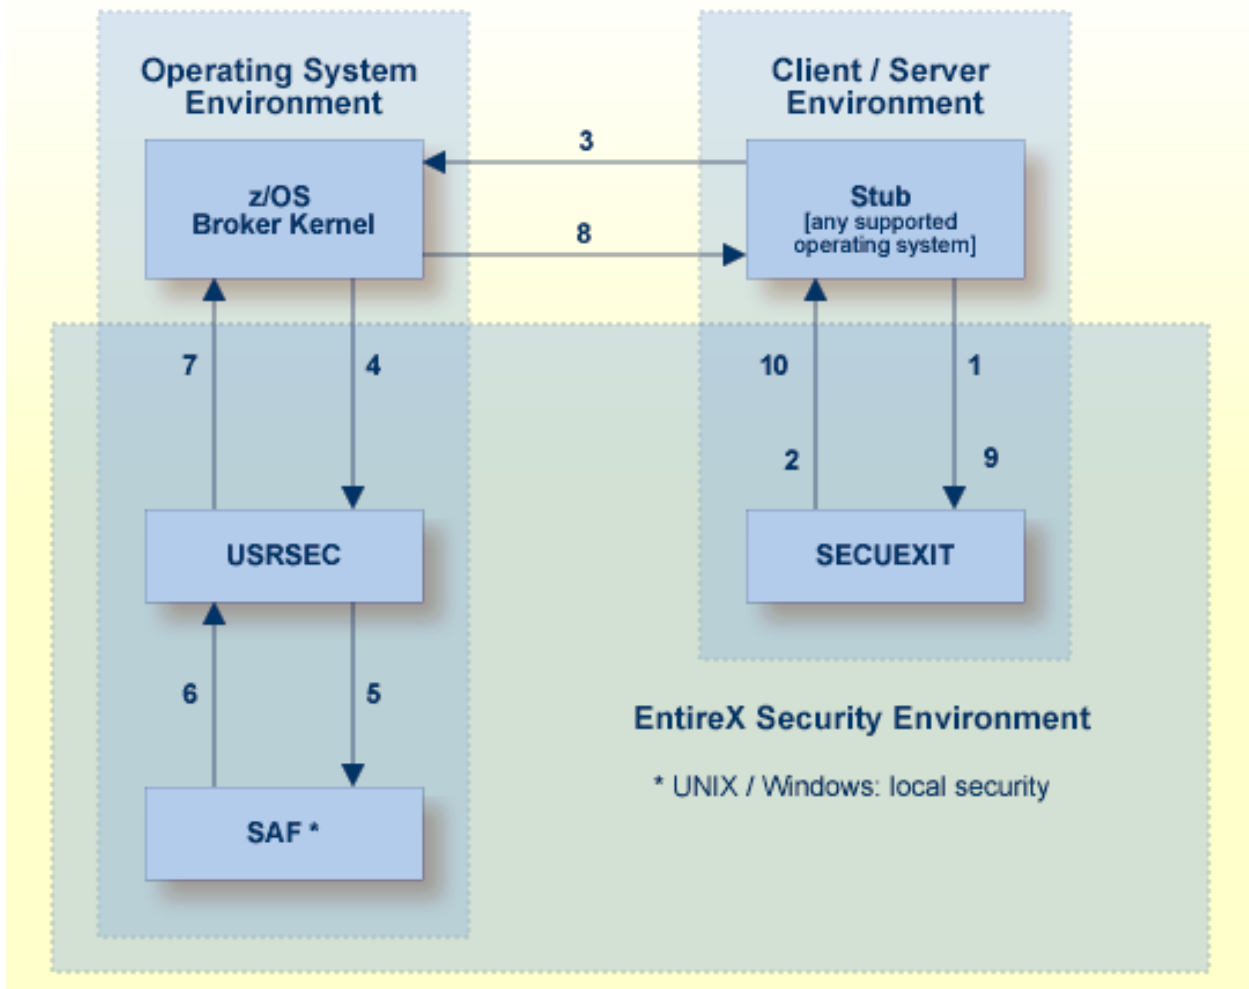 Operating System
Environment
Client / Server
Environment
3
z/OS
Broker Kernel
Stub
[any supported
operating system]
8
7
4
10
1
2
9
USRSEC
SECUEXIT
6
5
EntireX Security Environment
* UNIX / Windows: local security
SAF *